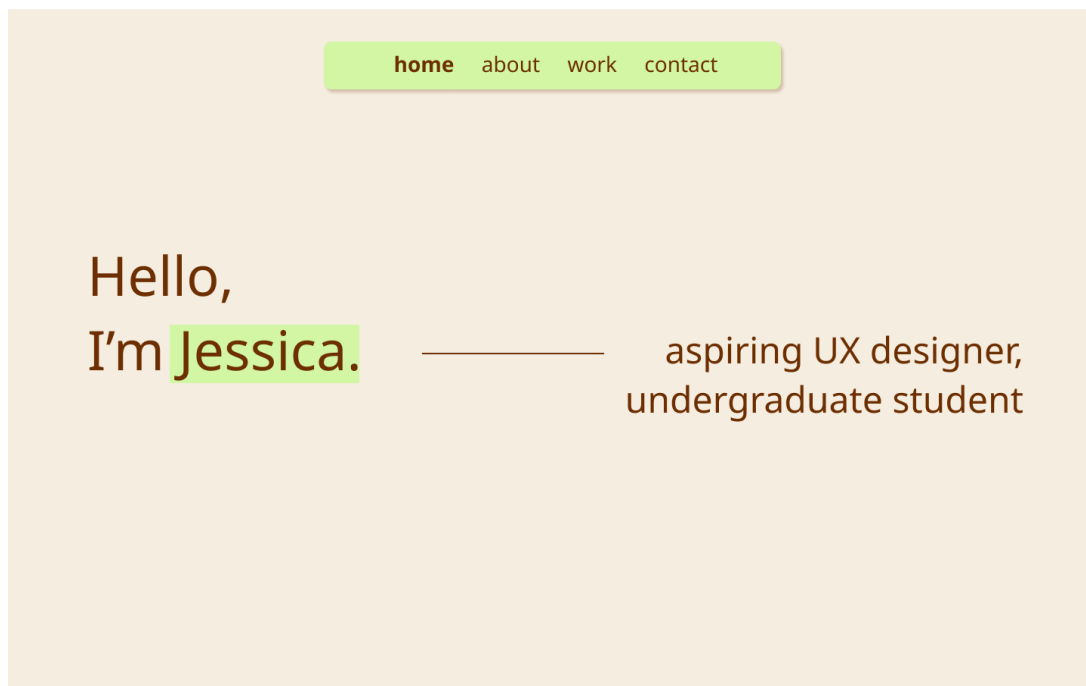 home about work contact
Hello,
I’m Jessica.
aspiring UX designer,
undergraduate student